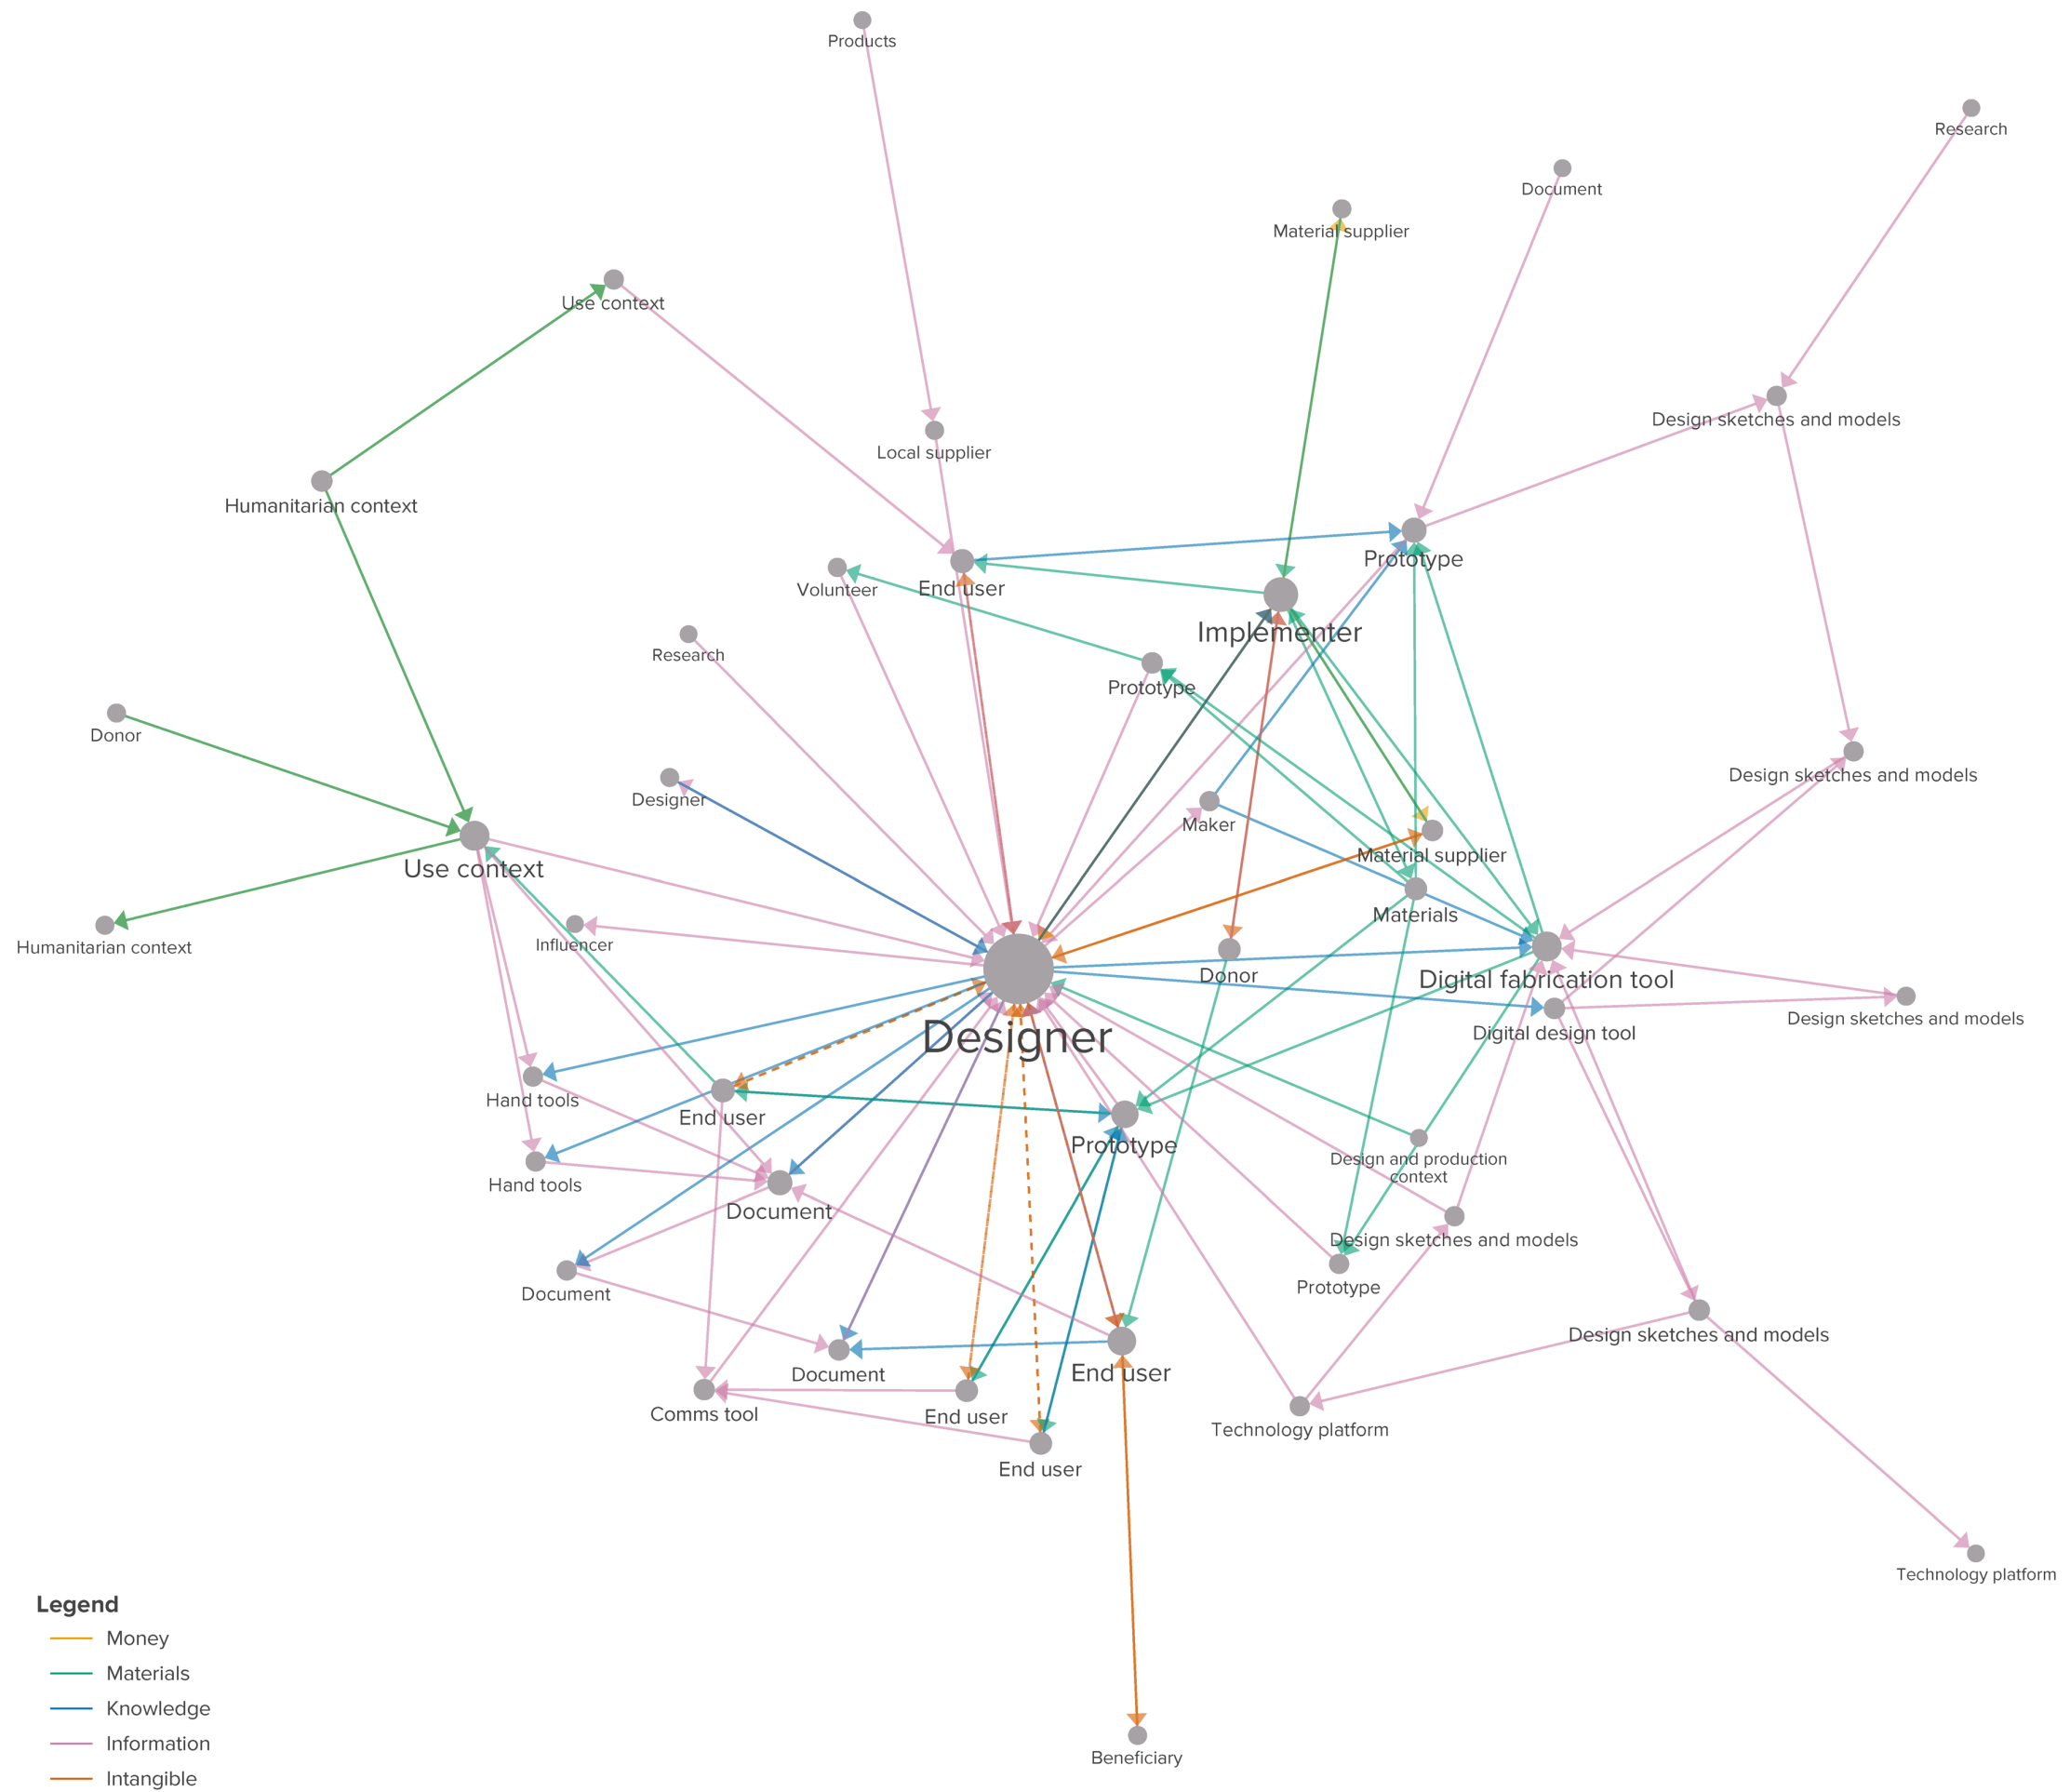 Products
Research
Document
Material supplier
Use context
Design sketches and models
Local supplier
Humanitarian context
Prototype
End user
Volunteer
Implementer
Research
Prototype
Donor
Design sketches and models
Designer
Maker
Material supplier
Use context
Materials
Influencer
Humanitarian context
Donor
Digital fabrication tool
Design sketches and models
Digital design tool
Designer
Hand tools
End user
Prototype
Design and production
context
Hand tools
Document
Design sketches and models
Prototype
Document
Design sketches and models
Document
End user
Comms tool
End user
Technology platform
End user
Technology platform
Beneficiary
Legend
Money
Materials
Knowledge
Information
Intangible